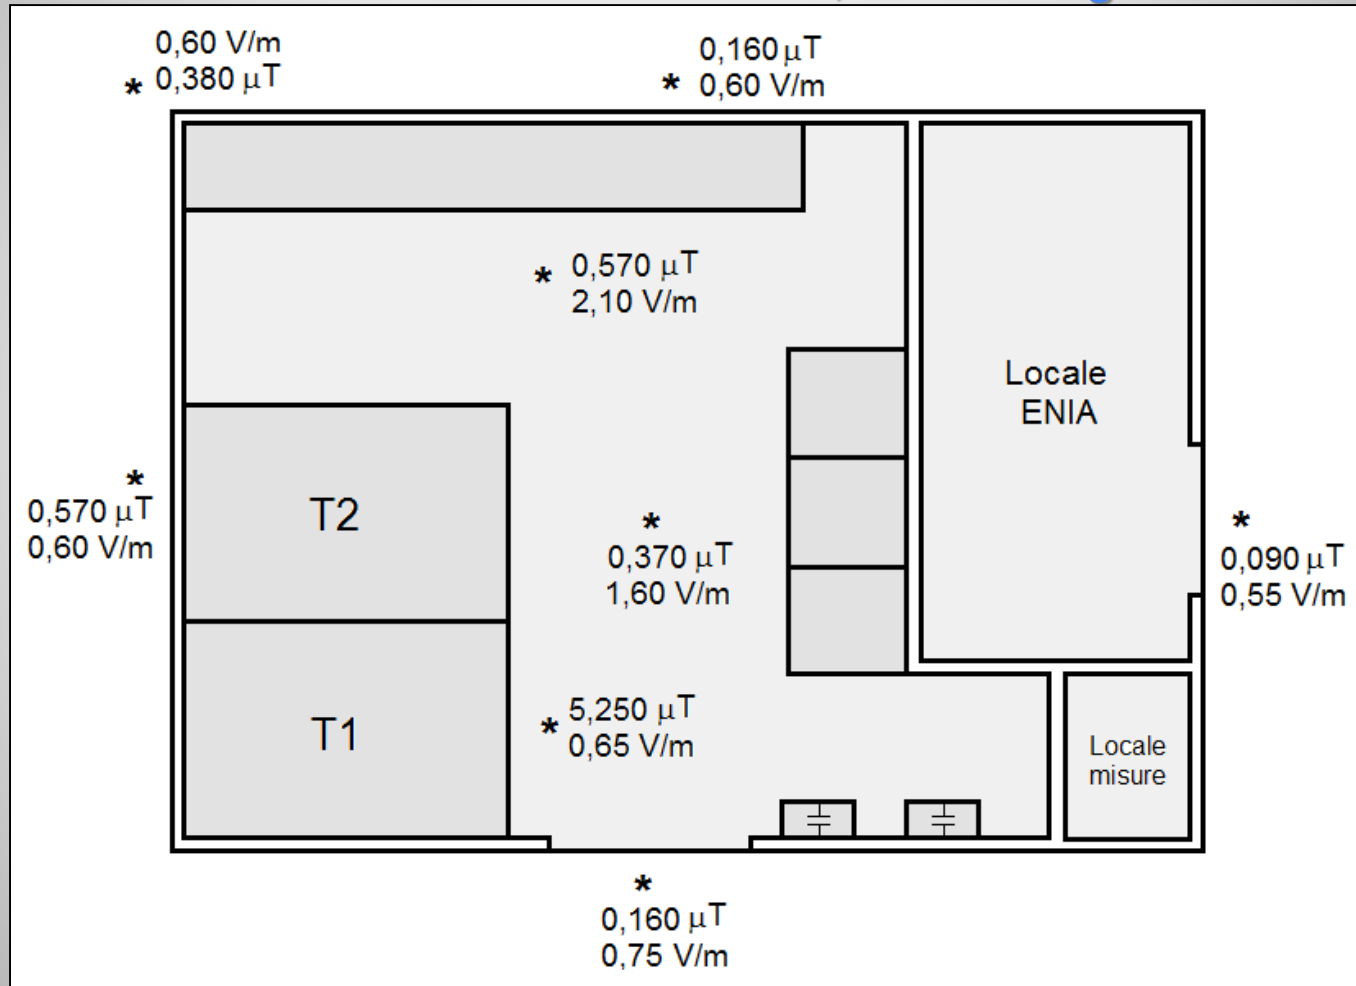 0,60 V/m
* 0,380 μT
0,160 μT
* 0,60 V/m
* 0,570 μT
2,10 V/m
Locale
ENIA
*
0,570 μT
0,60 V/m
T2
*
0,370 μT
1,60 V/m
*
0,090 μT
0,55 V/m
T1
* 5,250 μT
0,65 V/m
Locale
misure
*
0,160 μT
0,75 V/m